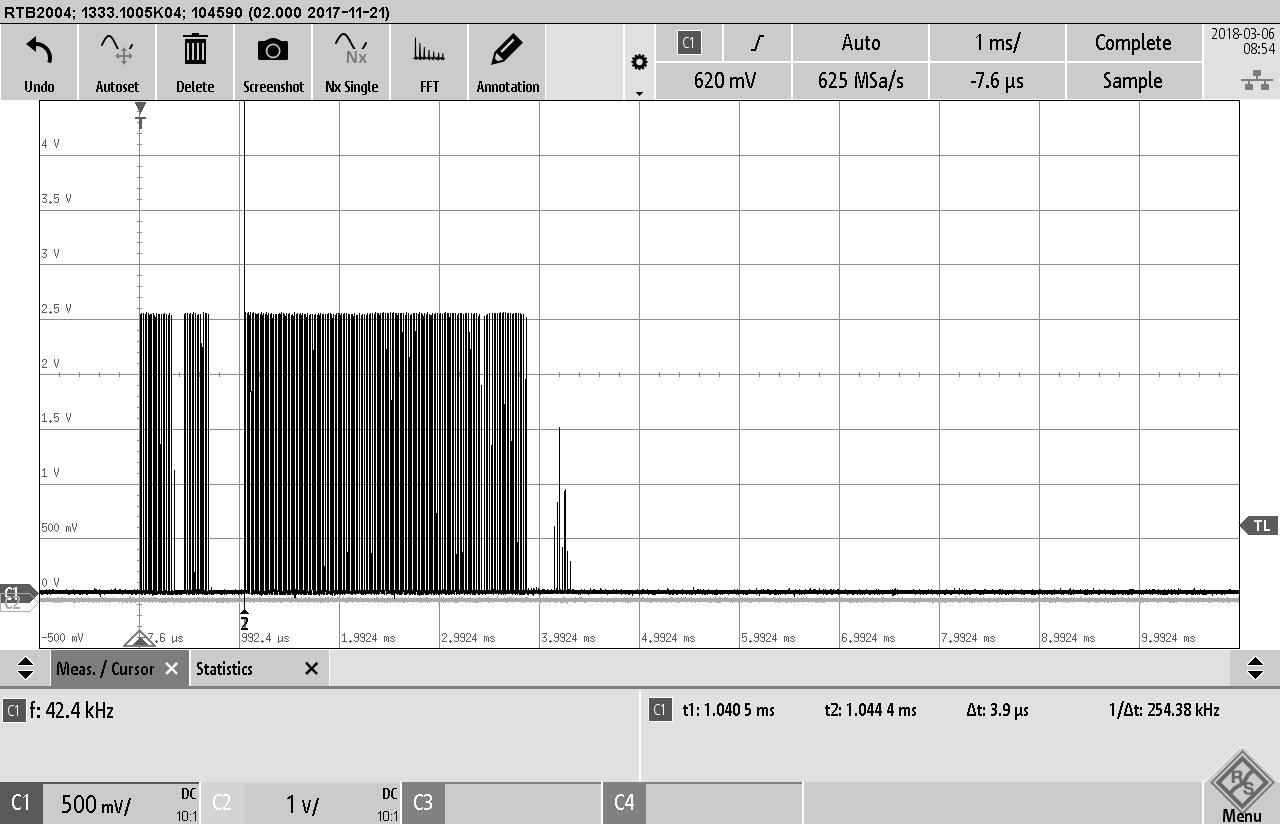 RTB2004; 1333.1005K04; 104590 (02.000 2017-11-21)
Undo Autoset Delete Screenshot Nx Single FFT Annotation
Nx
C1 Auto 1 ms/ Complete
620 mV 625 MSa/s -7.6 µs Sample
2018-03-06
08:54
T
4 V
3.5 V
3 V
2.5 V
2 V
1.5 V
1 V
500 mV
TL
0 V
C1
C2
2
-500 mV 7.6 µs 992.4 µs 1.9924 ms 2.9924 ms 3.9924 ms 4.9924 ms 5.9924 ms 6.9924 ms 7.9924 ms 8.9924 ms 9.9924 ms
Meas. / Cursor Statistics
C1 f: 42.4 kHz
C1 t1: 1.040 5 ms t2: 1.044 4 ms Δt: 3.9 µs 1/Δt: 254.38 kHz
C1 500 mV/ DC 10:1 C2 1 V/ DC 10:1 C3 C4
R S
Menu